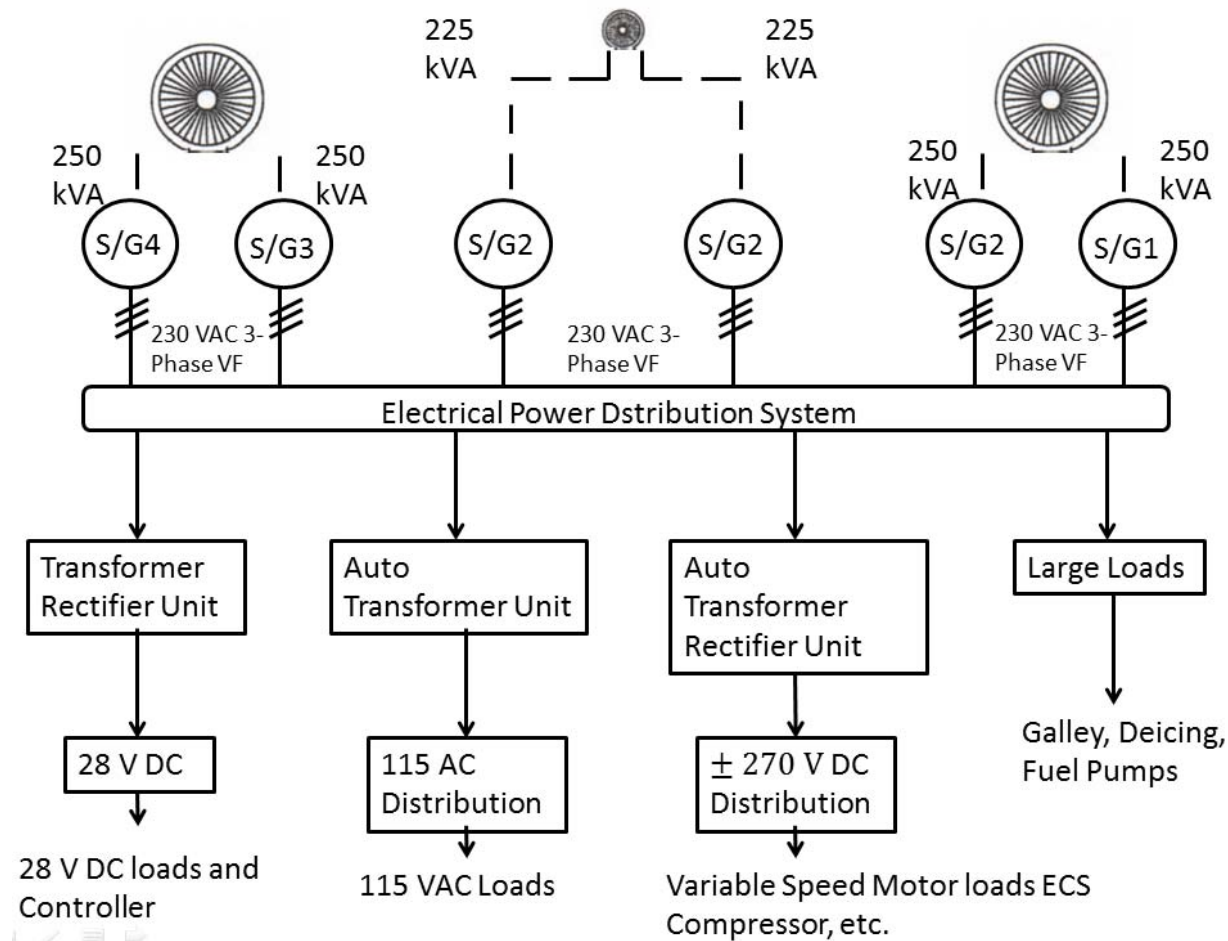 225
kVA
225
kVA
250
kVA
250
kVA
250
kVA
250
kVA
S/G4
S/G3
S/G2
S/G2
S/G2
S/G1
230 VAC 3-
Phase VF
230 VAC 3-
Phase VF
230 VAC 3-
Phase VF
Electrical Power Dstribution System
Transformer
Rectifier Unit
Auto
Transformer Unit
Auto
Transformer
Rectifier Unit
Large Loads
28 V DC
115 AC
Distribution
± 270 V DC
Distribution
Galley, Deicing,
Fuel Pumps
28 V DC loads and
Controller
115 VAC Loads
Variable Speed Motor loads ECS
Compressor, etc.